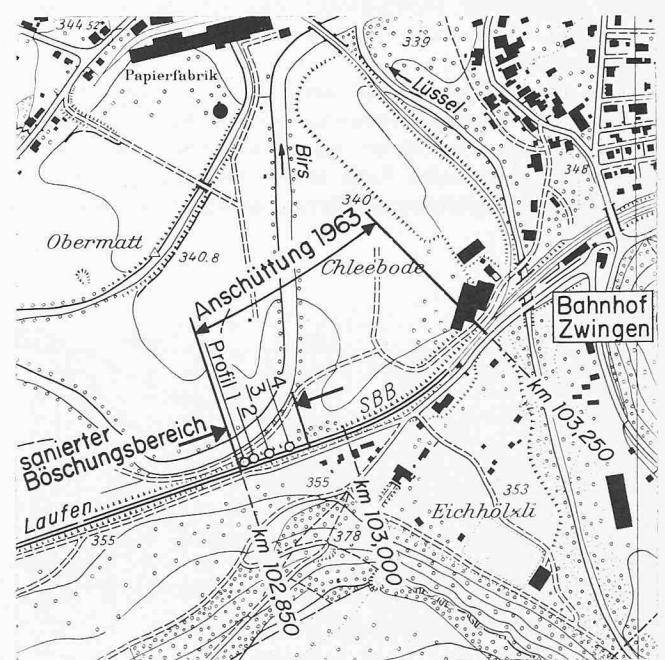 344.52
339
Papierfabrik
Lüssel
Birs
348
340
Obermatt
340.8
Anschüttung 1963
Chleebode
Bahnhof
Zwingen
Profil 1
2
3
4
SBB
km 103,250
sanierter
Böschungsbereich
Laufen
355
355
353
Eichhölzli
378
km 103,000
km 102,850